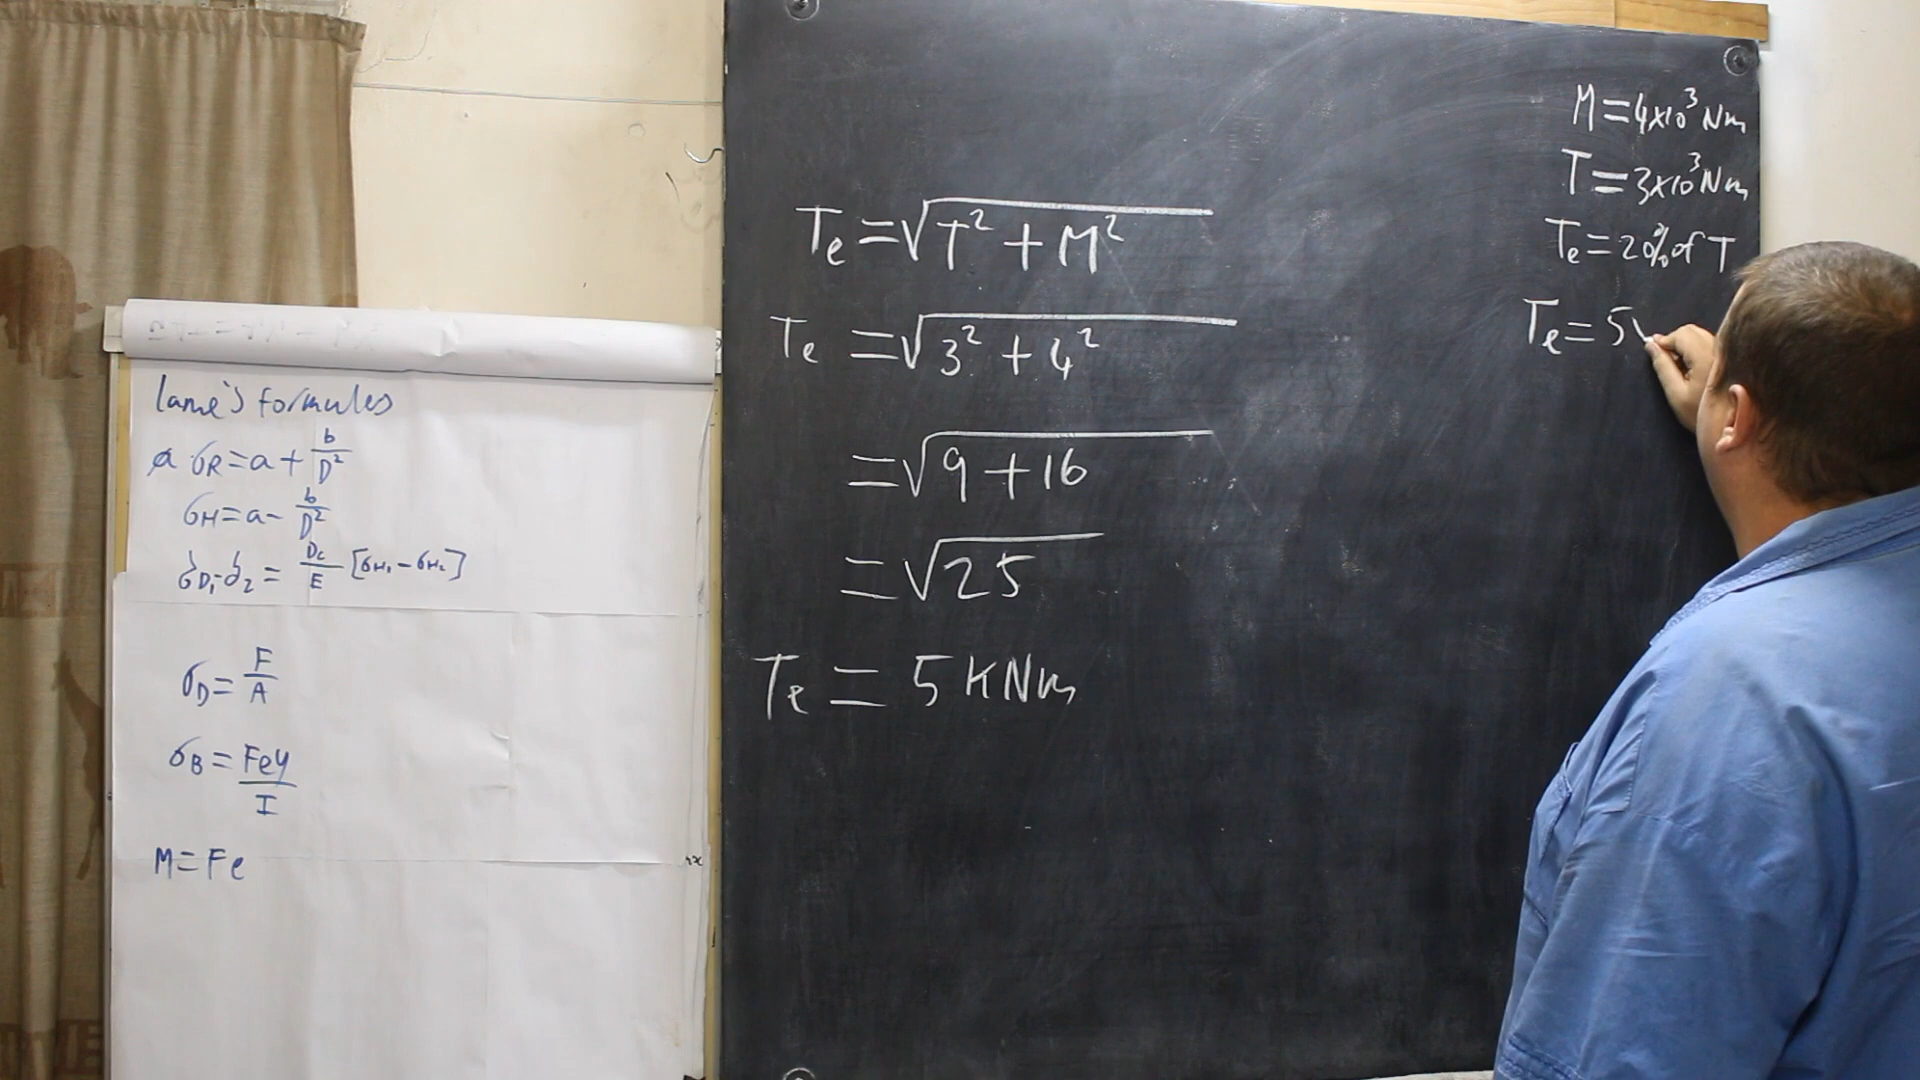 lame's formules
σR = a + b/D²
σH = a - b/D²
δD₁-δ₂ = Dc/E [σH₁ - σH₂]
σD = F/A
σB = Fey/I
M = Fe
Te = √(T² + M²)
Te = √(3² + 4²)
= √(9 + 16)
= √25
Te = 5 KNm
M = 4x10³ Nm
T = 3x10³ Nm
Te = 20% of T
Te = 5